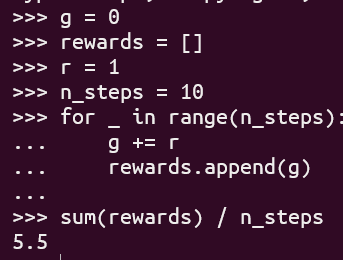 >>> g = 0
>>> rewards = []
>>> r = 1
>>> n_steps = 10
>>> for _ in range(n_steps):
...     g += r
...     rewards.append(g)
...
>>> sum(rewards) / n_steps
5.5